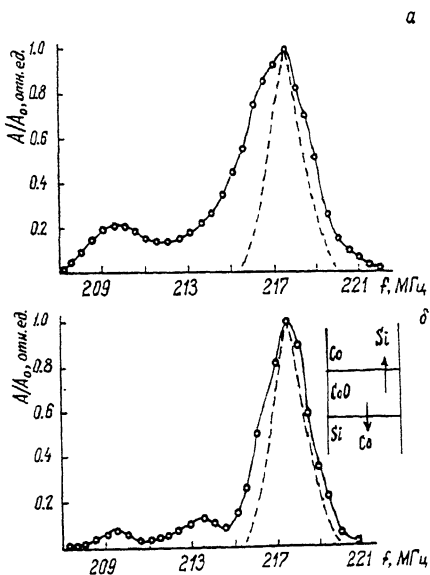 а
A/A₀, отн.ед.
1.0
0.8
0.6
0.4
0.2
209
213
217
221
f, МГц
б
A/A₀, отн.ед.
1.0
0.8
0.6
0.4
0.2
209
213
217
221
f, МГц
Co
Si
CoO
Si
Co